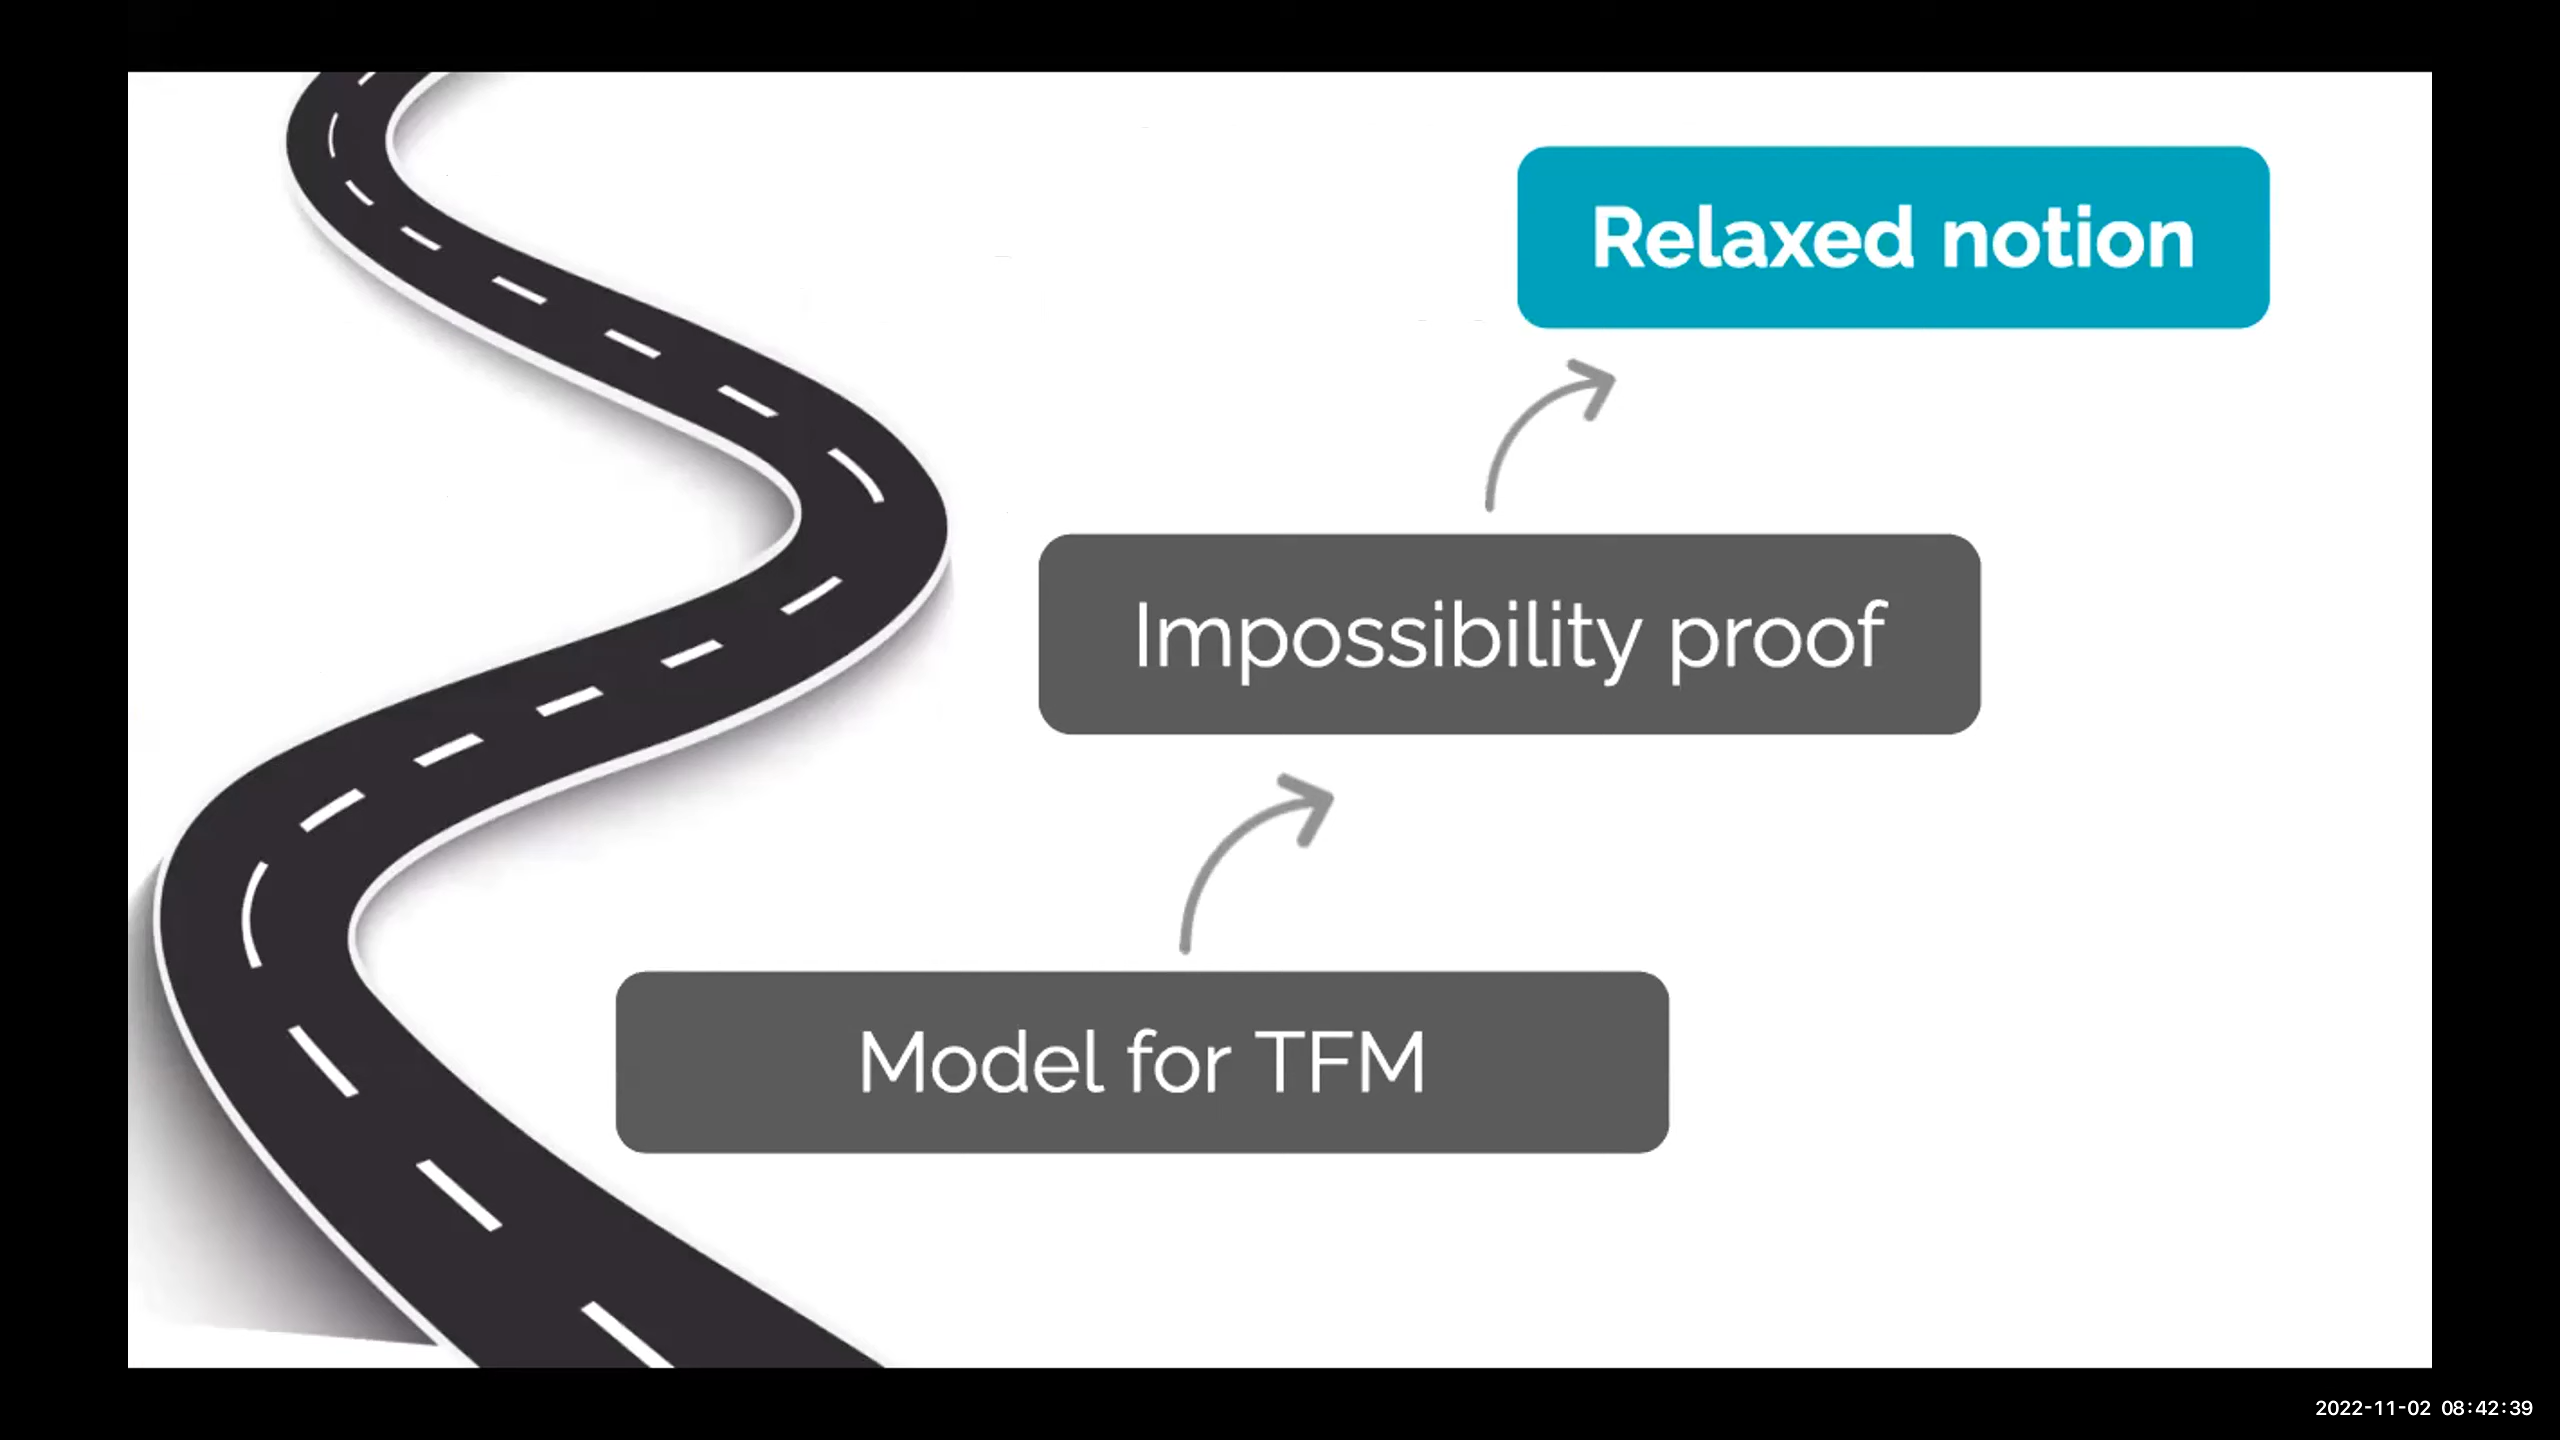 Relaxed notion
Impossibility proof
Model for TFM
2022-11-02 08:42:39